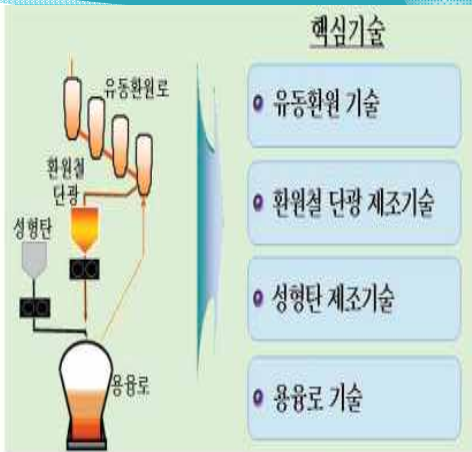 핵심기술
유동환원로
환원철
단광
성형탄
용융로
유동환원 기술
환원철 단광 제조기술
성형탄 제조기술
용융로 기술